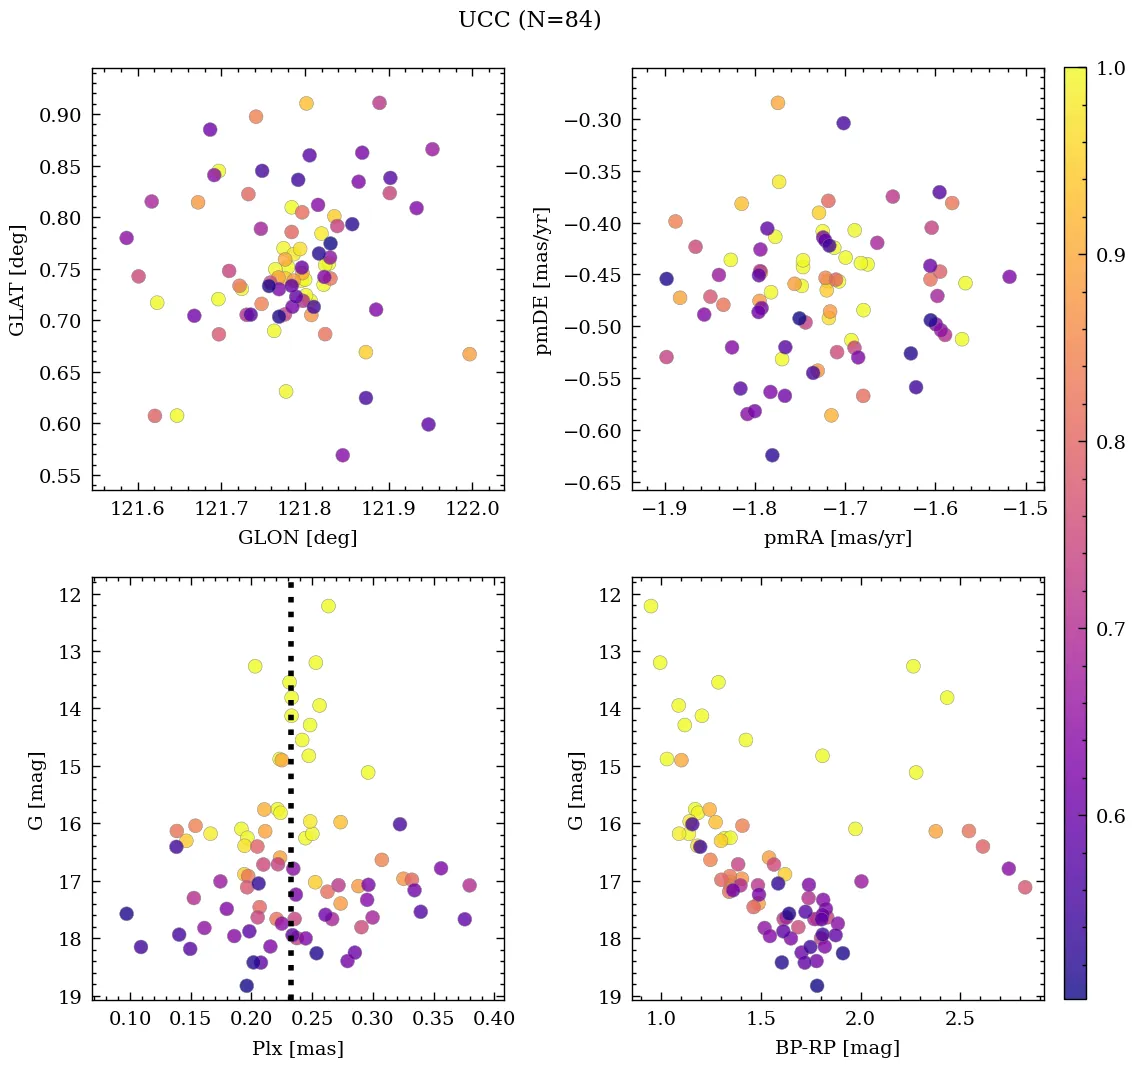 UCC (N=84)
0.90
0.85
0.80
0.75
0.70
0.65
0.60
0.55
GLAT [deg]
121.6 121.7 121.8 121.9 122.0
GLON [deg]
−0.30
−0.35
−0.40
−0.45
−0.50
−0.55
−0.60
−0.65
pmDE [mas/yr]
−1.9 −1.8 −1.7 −1.6 −1.5
pmRA [mas/yr]
12
13
14
15
16
17
18
19
G [mag]
0.10 0.15 0.20 0.25 0.30 0.35 0.40
Plx [mas]
12
13
14
15
16
17
18
19
G [mag]
1.0 1.5 2.0 2.5
BP-RP [mag]
1.0
0.9
0.8
0.7
0.6